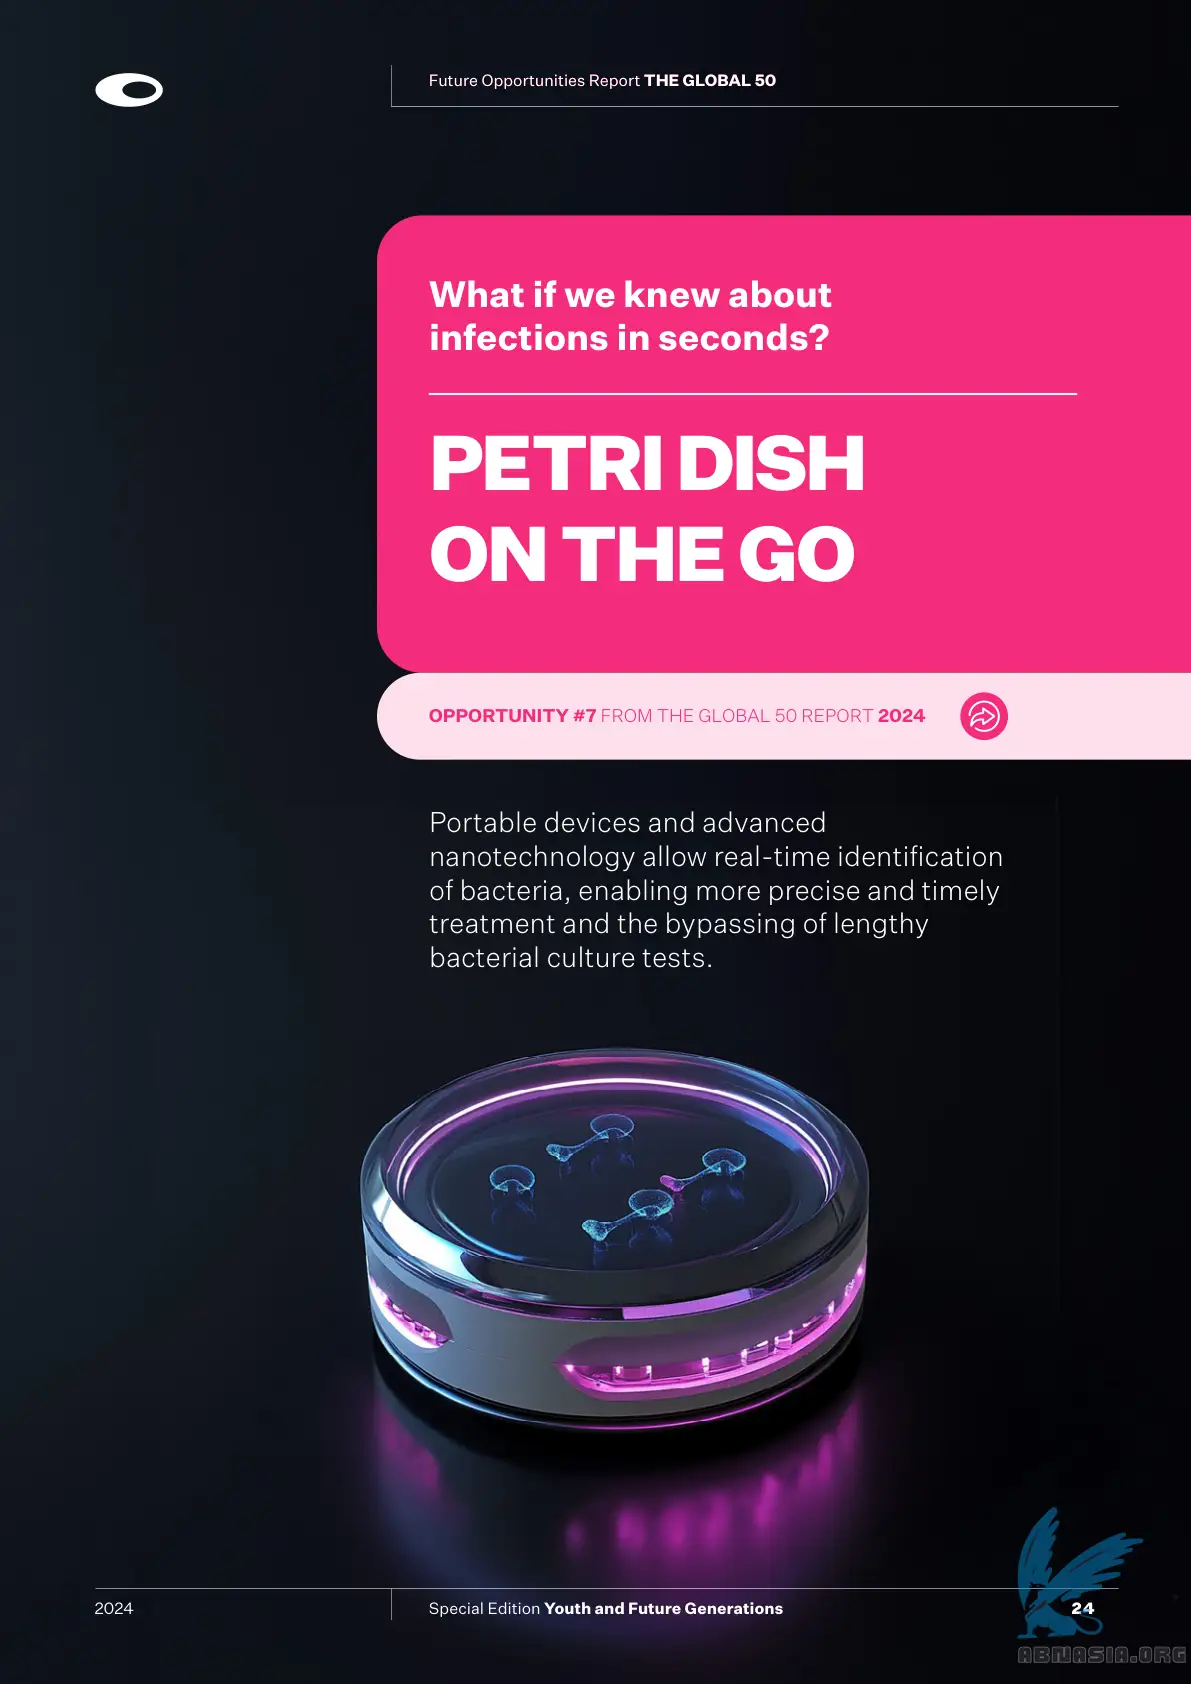 Future Opportunities Report THE GLOBAL 50
What if we knew about
infections in seconds?
PETRI DISH
ON THE GO
OPPORTUNITY #7 FROM THE GLOBAL 50 REPORT 2024
Portable devices and advanced
nanotechnology allow real-time identification
of bacteria, enabling more precise and timely
treatment and the bypassing of lengthy
bacterial culture tests.
2024
Special Edition Youth and Future Generations
24
ABNASIA.ORG